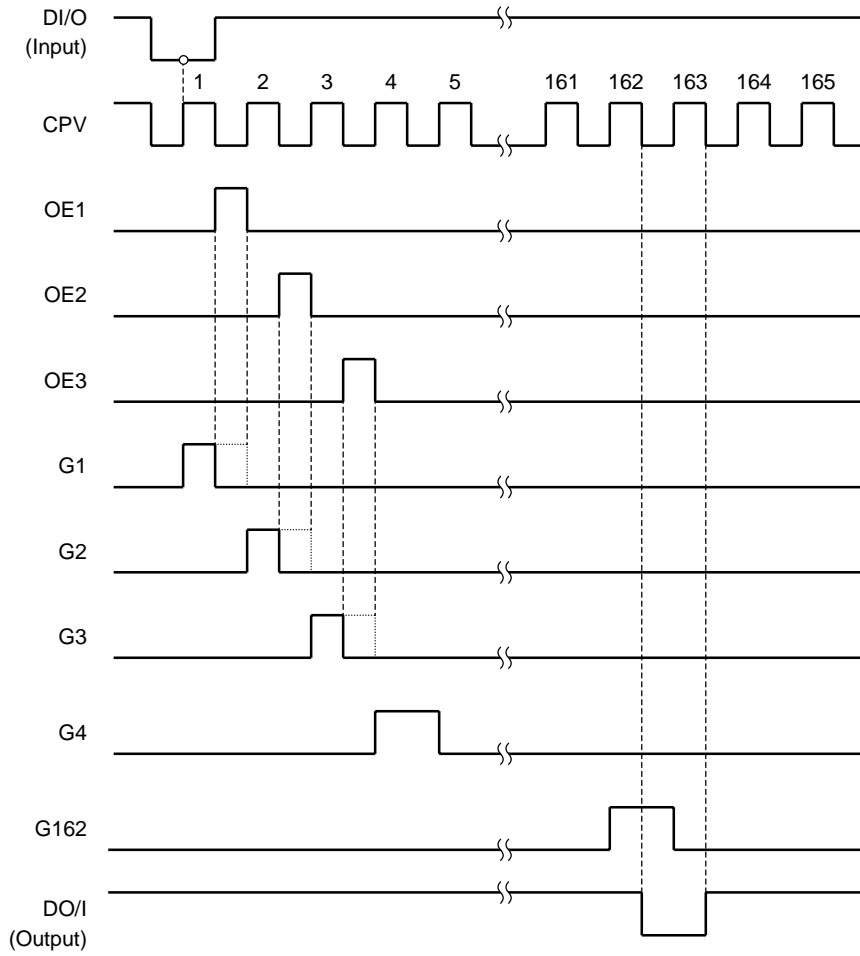 DI/O
(Input)
1 2 3 4 5 161 162 163 164 165
CPV
OE1
OE2
OE3
G1
G2
G3
G4
G162
DO/I
(Output)